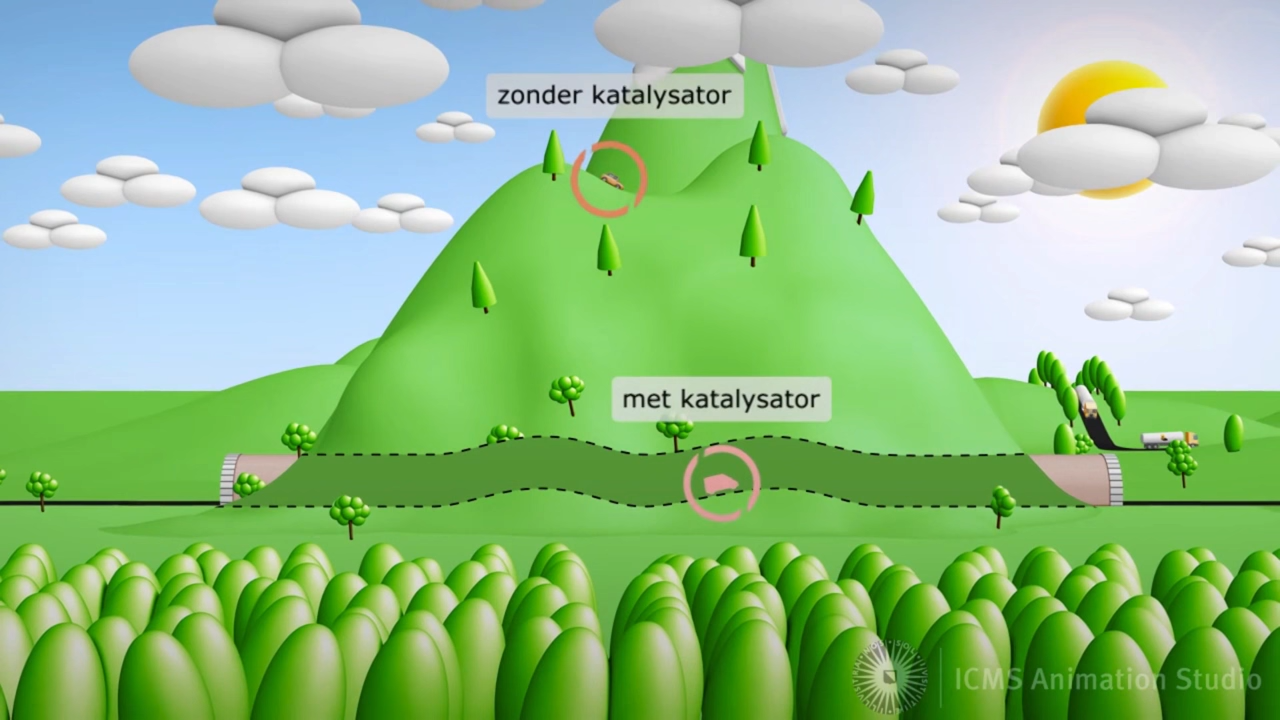 zonder katalysator
met katalysator
ICMS Animation Studio